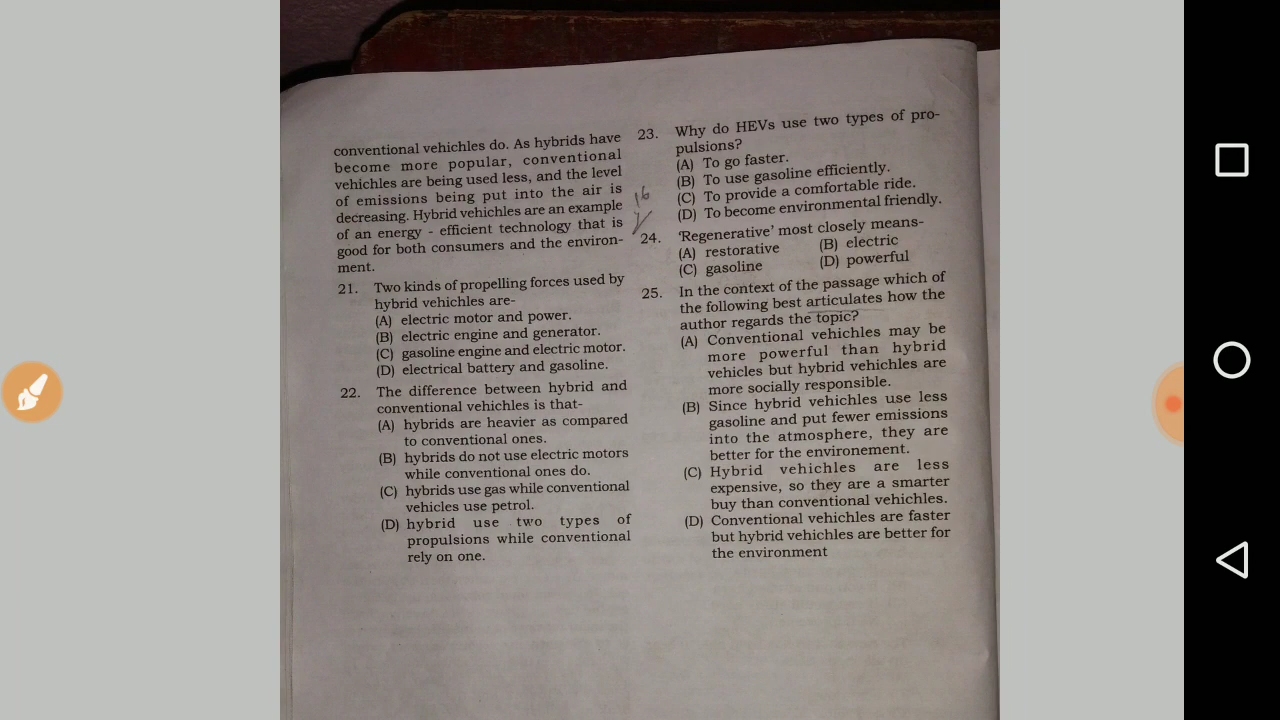 conventional vehichles do. As hybrids have
become more popular, conventional
vehichles are being used less, and the level
of emissions being put into the air is
decreasing. Hybrid vehichles are an example
of an energy - efficient technology that is
good for both consumers and the environ-
ment.
21. Two kinds of propelling forces used by
hybrid vehichles are-
(A) electric motor and power.
(B) electric engine and generator.
(C) gasoline engine and electric motor.
(D) electrical battery and gasoline.
22. The difference between hybrid and
conventional vehichles is that-
(A) hybrids are heavier as compared
to conventional ones.
(B) hybrids do not use electric motors
while conventional ones do.
(C) hybrids use gas while conventional
vehicles use petrol.
(D) hybrid use two types of
propulsions while conventional
rely on one.
16
23. Why do HEVs use two types of pro-
pulsions?
(A) To go faster.
(B) To use gasoline efficiently.
(C) To provide a comfortable ride.
(D) To become environmental friendly.
24. 'Regenerative' most closely means-
(A) restorative (B) electric
(C) gasoline (D) powerful
25. In the context of the passage which of
the following best articulates how the
author regards the topic?
(A) Conventional vehichles may be
more powerful than hybrid
vehicles but hybrid vehichles are
more socially responsible.
(B) Since hybrid vehichles use less
gasoline and put fewer emissions
into the atmosphere, they are
better for the environement.
(C) Hybrid vehichles are less
expensive, so they are a smarter
buy than conventional vehichles.
(D) Conventional vehichles are faster
but hybrid vehichles are better for
the environment